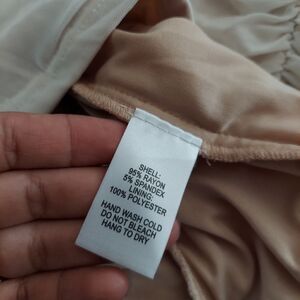 SHELL:
95% RAYON
5% SPANDEX
LINING:
100% POLYESTER
HAND WASH COLD
DO NOT BLEACH
HANG TO DRY